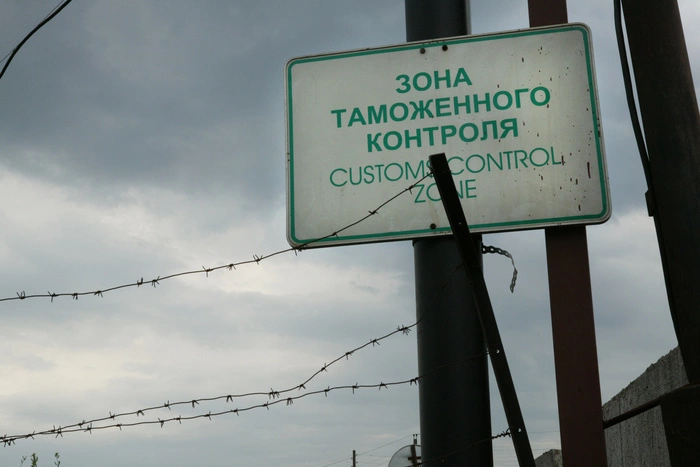 ЗОНА
ТАМОЖЕННОГО
КОНТРОЛЯ
CUSTOMS CONTROL
ZONE